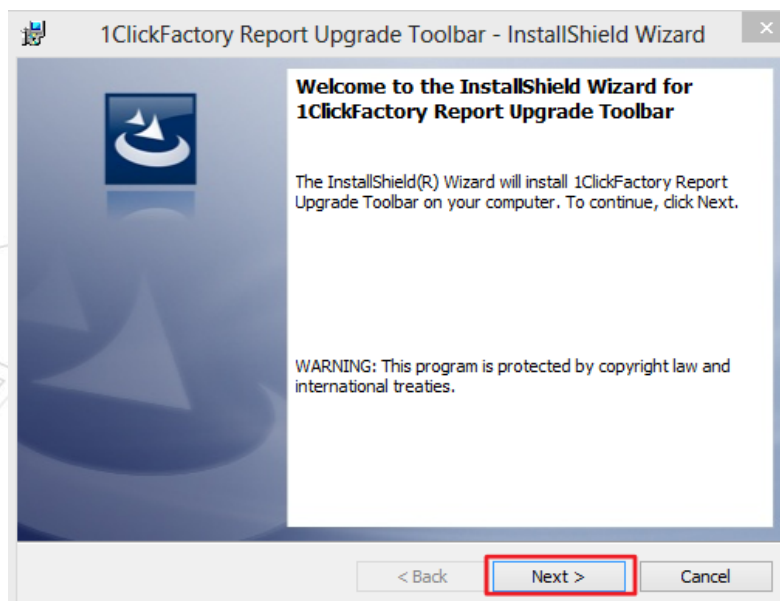 1ClickFactory Report Upgrade Toolbar - InstallShield Wizard
Welcome to the InstallShield Wizard for
1ClickFactory Report Upgrade Toolbar
The InstallShield(R) Wizard will install 1ClickFactory Report
Upgrade Toolbar on your computer. To continue, click Next.
WARNING: This program is protected by copyright law and
international treaties.
< Back Next > Cancel